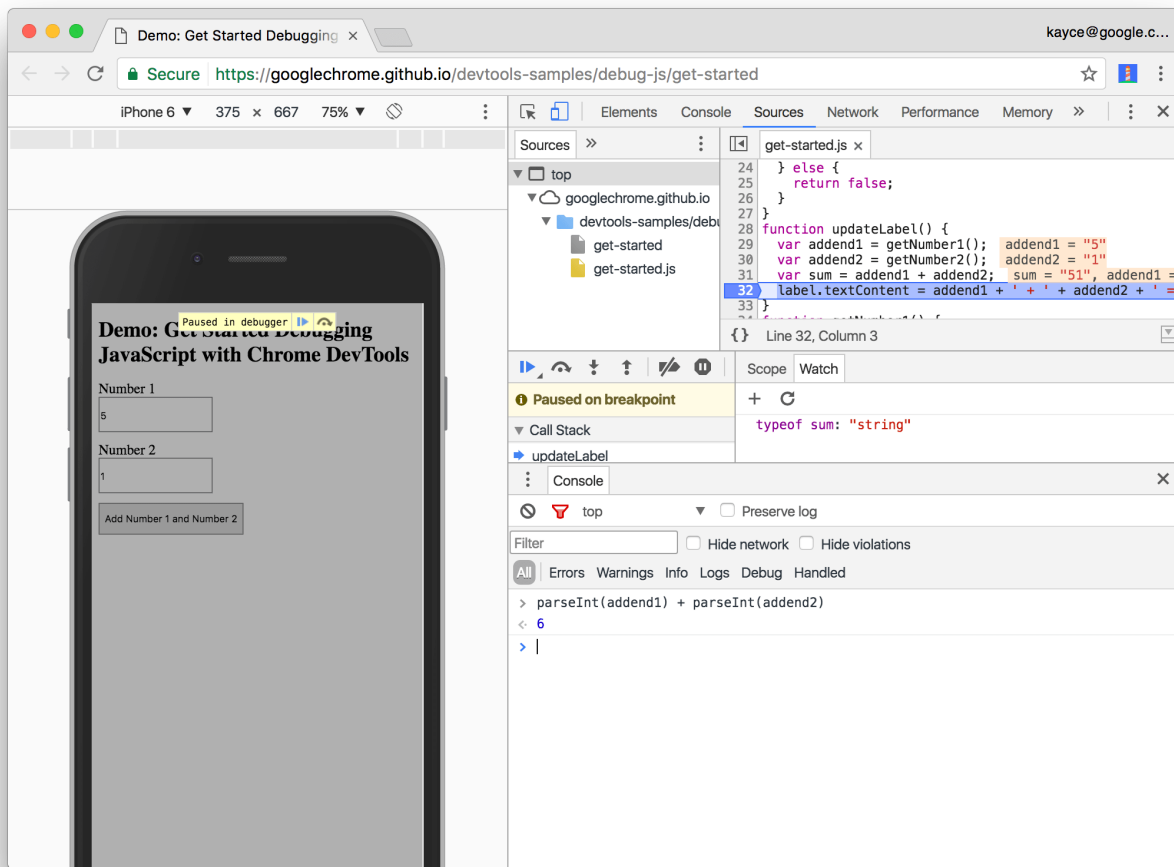 Demo: Get Started Debugging
kayce@google.c...
Secure https://googlechrome.github.io/devtools-samples/debug-js/get-started
iPhone 6 ▼ 375 × 667 75% ▼
Elements Console Sources Network Performance Memory »
Sources »
top
googlechrome.github.io
devtools-samples/debu
get-started
get-started.js
get-started.js ×
24 } else {
25 return false;
26 }
27 }
28 function updateLabel() {
29 var addend1 = getNumber1(); addend1 = "5"
30 var addend2 = getNumber2(); addend2 = "1"
31 var sum = addend1 + addend2; sum = "51", addend1 =
32 label.textContent = addend1 + ' + ' + addend2 + ' =
33 }
34 function getNumber1() {
{} Line 32, Column 3
Paused in debugger
Demo: Get Started Debugging
JavaScript with Chrome DevTools
Number 1
5
Number 2
1
Add Number 1 and Number 2
Paused on breakpoint
Call Stack
updateLabel
Scope Watch
typeof sum: "string"
Console
top ▼ Preserve log
Filter Hide network Hide violations
All Errors Warnings Info Logs Debug Handled
> parseInt(addend1) + parseInt(addend2)
6
>